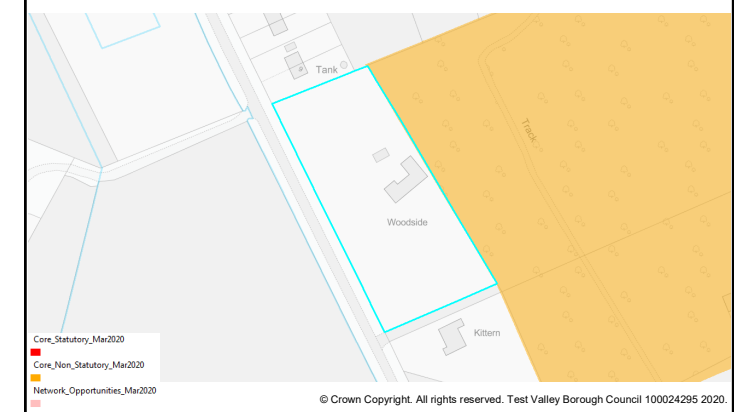 Tank
Track
Woodside
Kittern
Core_Statutory_Mar2020
Core_Non_Statutory_Mar2020
Network_Opportunities_Mar2020
© Crown Copyright. All rights reserved. Test Valley Borough Council 100024295 2020.